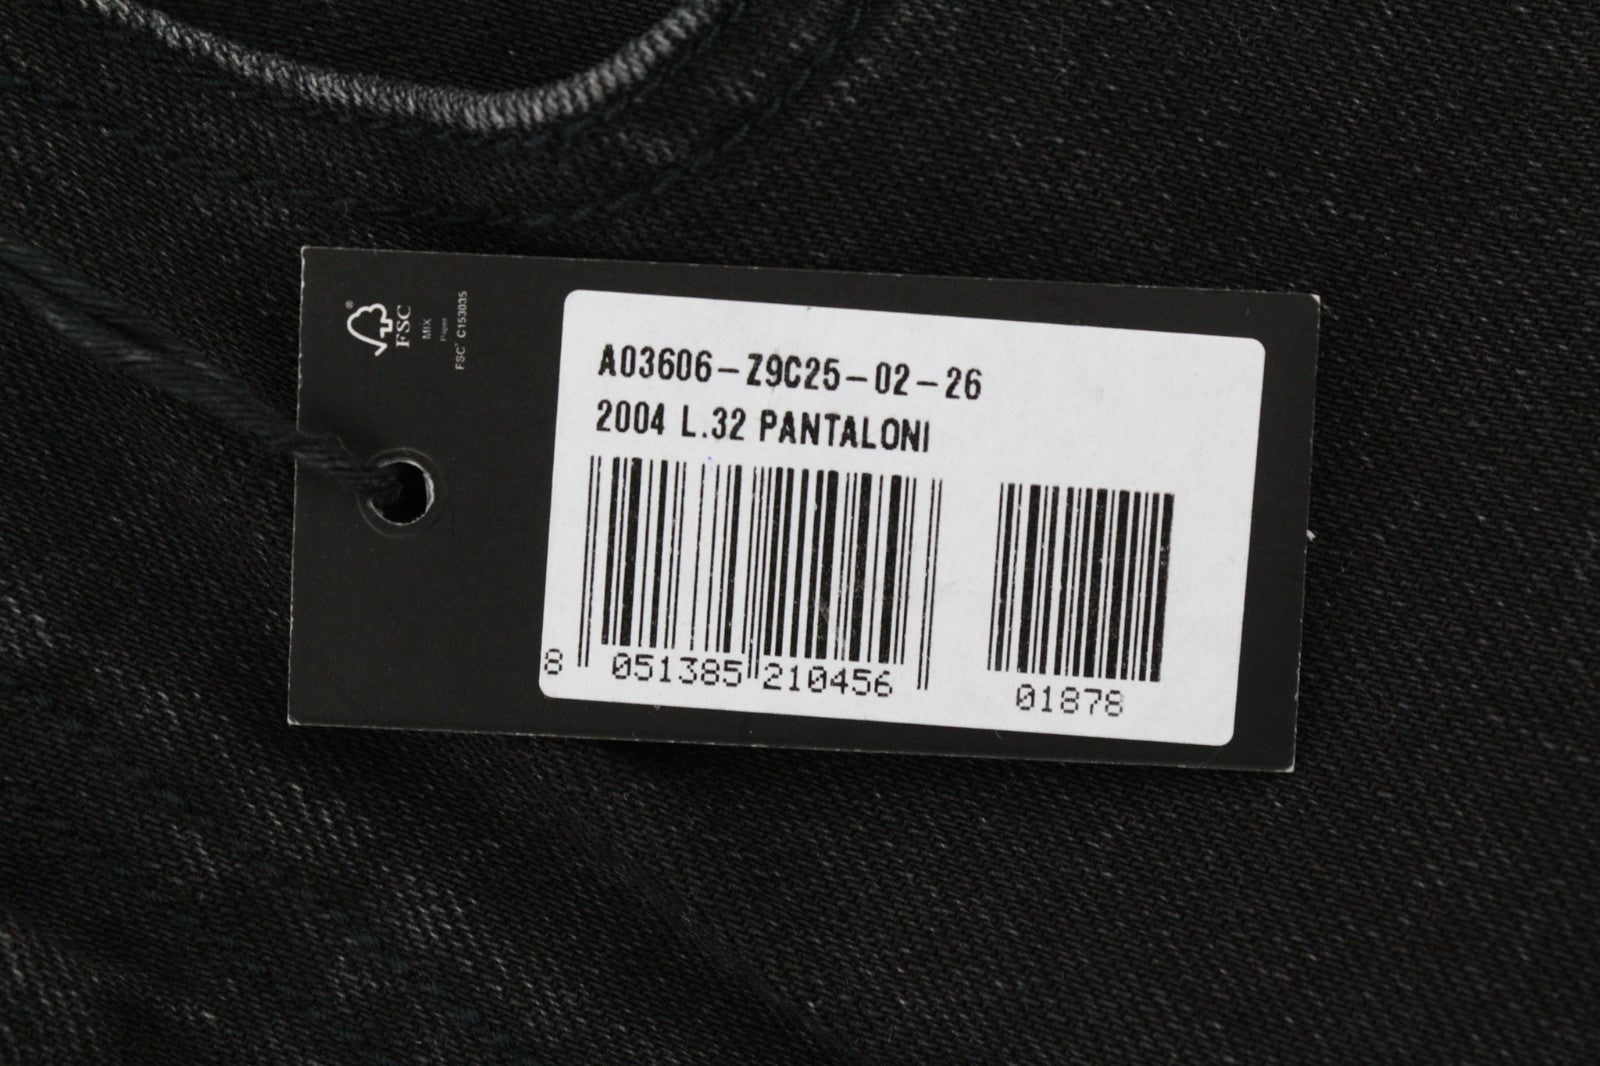 ®
FSC
MIX
Paper
FSC® C153035
A03606-Z9C25-02-26
2004 L.32 PANTALONI
8 051385 210456
01878